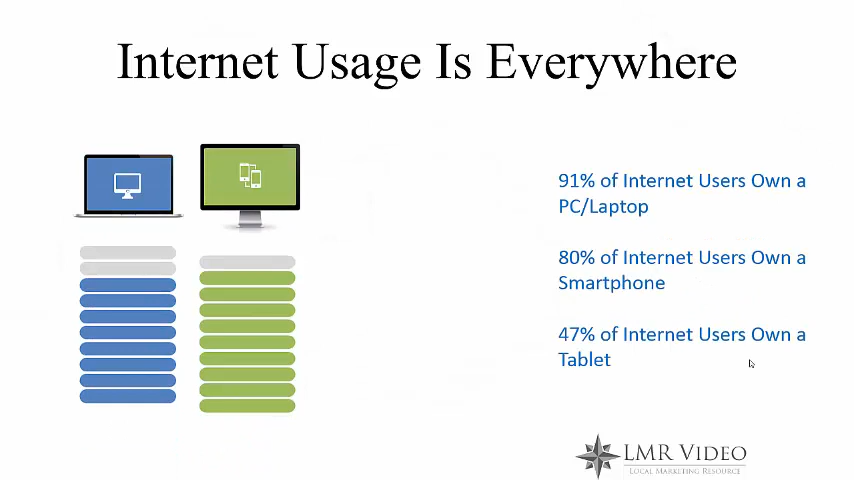 Internet Usage Is Everywhere
91% of Internet Users Own a
PC/Laptop
80% of Internet Users Own a
Smartphone
47% of Internet Users Own a
Tablet
LMR VIDEO
LOCAL MARKETING RESOURCE